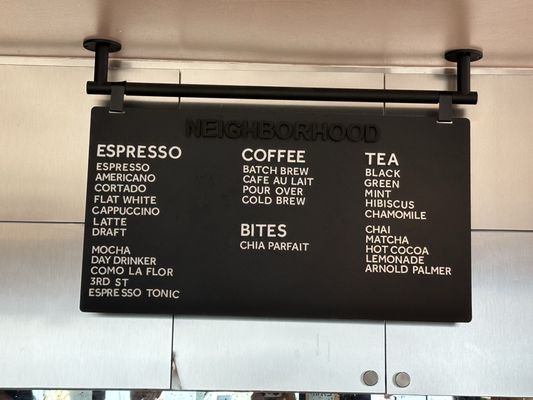 NEIGHBORHOOD
ESPRESSO
ESPRESSO
AMERICANO
CORTADO
FLAT WHITE
CAPPUCCINO
LATTE
DRAFT
MOCHA
DAY DRINKER
COMO LA FLOR
3RD ST
ESPRESSO TONIC
COFFEE
BATCH BREW
CAFE AU LAIT
POUR OVER
COLD BREW
BITES
CHIA PARFAIT
TEA
BLACK
GREEN
MINT
HIBISCUS
CHAMOMILE
CHAI
MATCHA
HOT COCOA
LEMONADE
ARNOLD PALMER